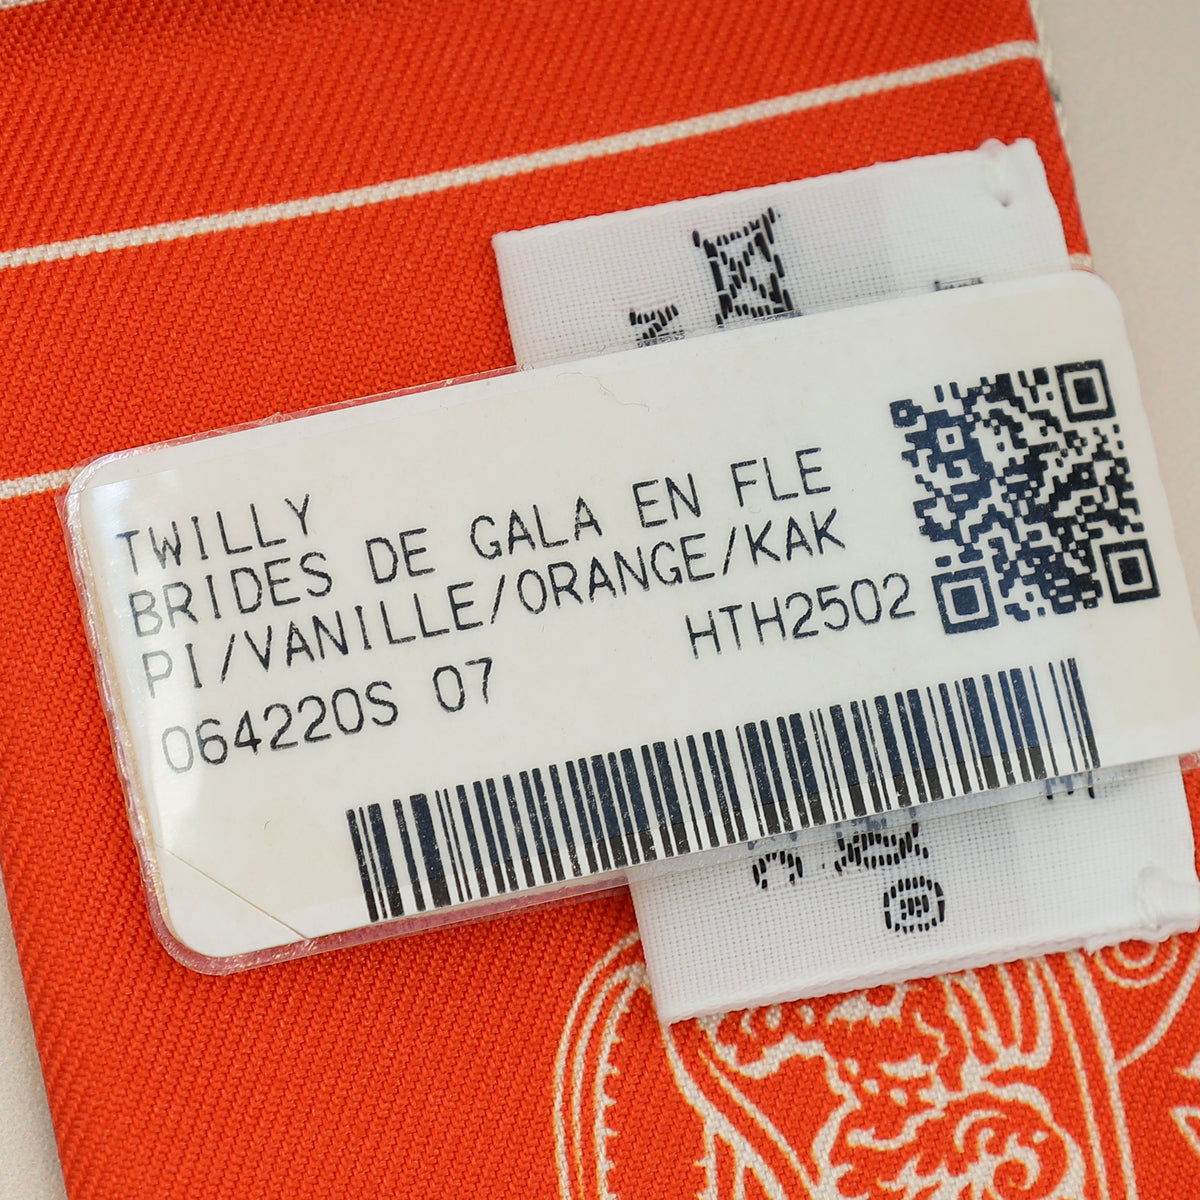 TWILLY
BRIDES DE GALA EN FLE
PI/VANILLE/ORANGE/KAK
HTH2502
064220S 07